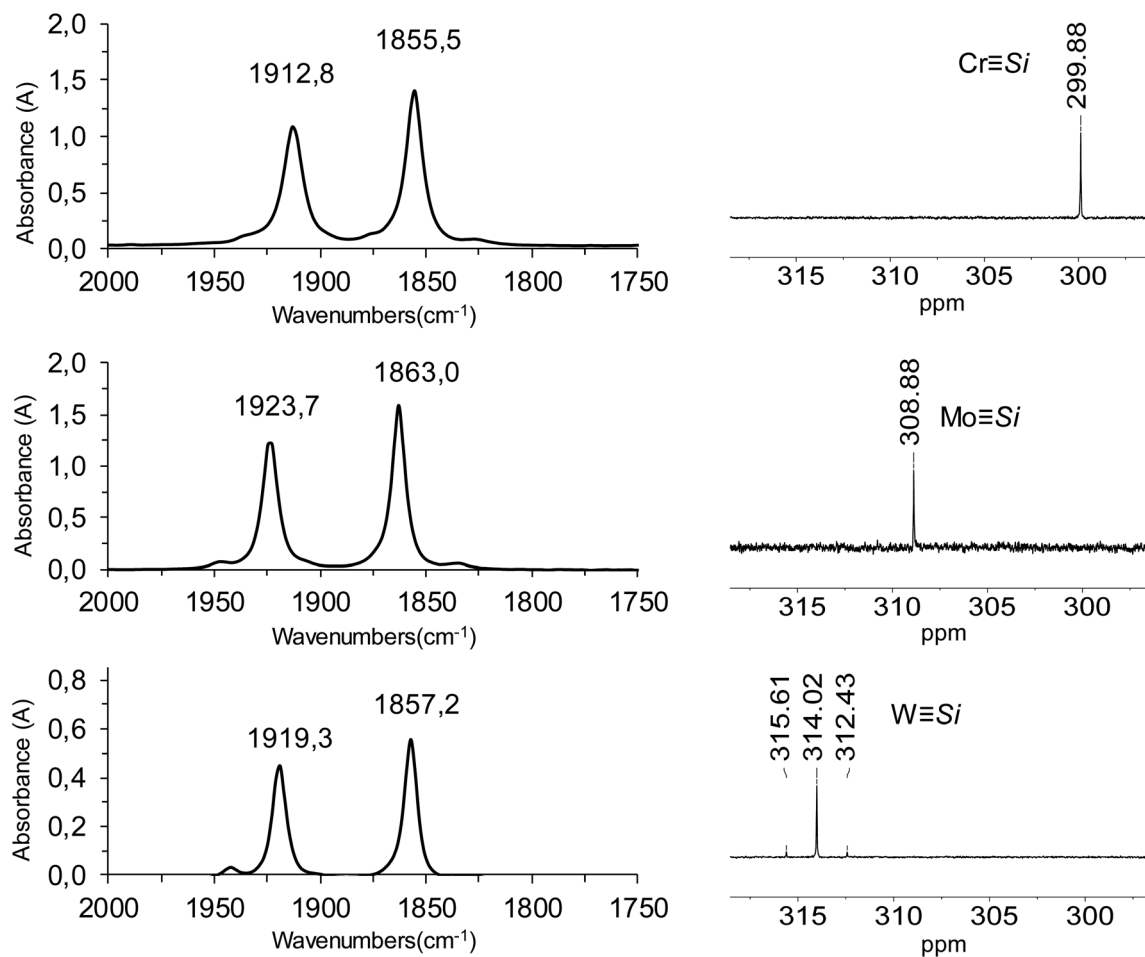 2,0
1,5
1,0
0,5
0,0
Absorbance (A)
1912,8
1855,5
2000 1950 1900 1850 1800 1750
Wavenumbers(cm-1)
Cr≡Si
299.88
315 310 305 300
ppm
2,0
1,5
1,0
0,5
0,0
Absorbance (A)
1923,7
1863,0
2000 1950 1900 1850 1800 1750
Wavenumbers(cm-1)
308.88
Mo≡Si
315 310 305 300
ppm
0,8
0,6
0,4
0,2
0,0
Absorbance (A)
1919,3
1857,2
2000 1950 1900 1850 1800 1750
Wavenumbers(cm-1)
315.61
314.02
312.43
W≡Si
315 310 305 300
ppm